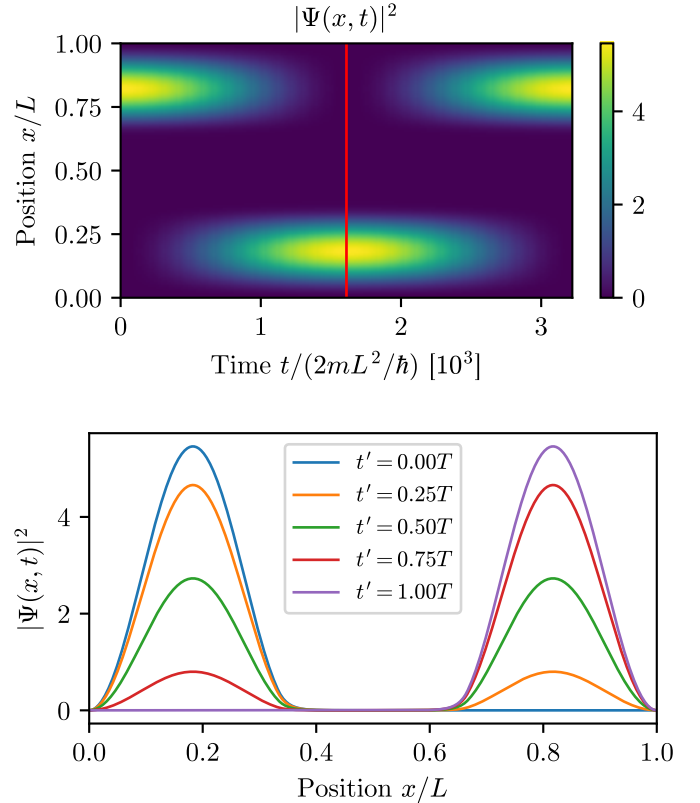 |Ψ(x, t)|²
1.00
0.75
0.50
0.25
0.00
Position x/L
0 1 2 3
Time t/(2mL²/ℏ) [10³]
4
2
0
|Ψ(x, t)|²
4
2
0
t′ = 0.00T
t′ = 0.25T
t′ = 0.50T
t′ = 0.75T
t′ = 1.00T
0.0 0.2 0.4 0.6 0.8 1.0
Position x/L